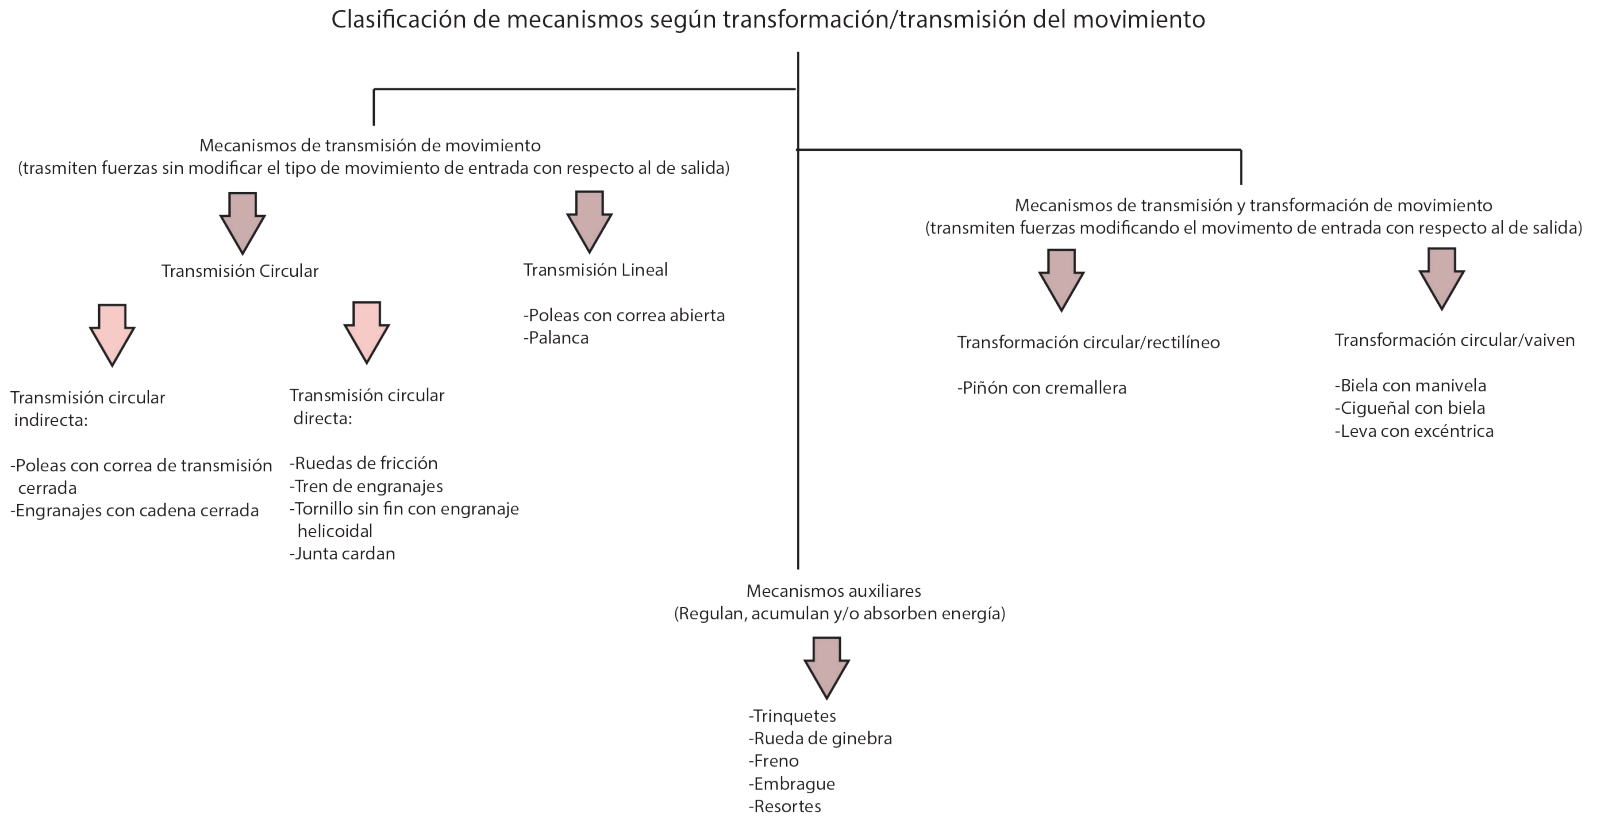 Clasificación de mecanismos según transformación/transmisión del movimiento
Mecanismos de transmisión de movimiento
(trasmiten fuerzas sin modificar el tipo de movimiento de entrada con respecto al de salida)
Transmisión Circular
Transmisión circular
indirecta:
-Poleas con correa de transmisión
cerrada
-Engranajes con cadena cerrada
Transmisión circular
directa:
-Ruedas de fricción
-Tren de engranajes
-Tornillo sin fin con engranaje
helicoidal
-Junta cardan
Transmisión Lineal
-Poleas con correa abierta
-Palanca
Mecanismos de transmisión y transformación de movimiento
(transmiten fuerzas modificando el movimento de entrada con respecto al de salida)
Transformación circular/rectilíneo
-Piñón con cremallera
Transformación circular/vaiven
-Biela con manivela
-Cigueñal con biela
-Leva con excéntrica
Mecanismos auxiliares
(Regulan, acumulan y/o absorben energía)
-Trinquetes
-Rueda de ginebra
-Freno
-Embrague
-Resortes